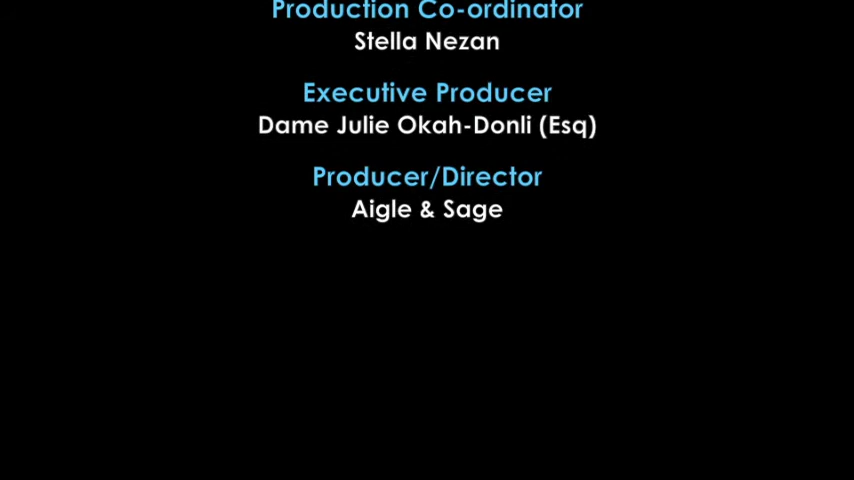 Production Co-ordinator
Stella Nezan
Executive Producer
Dame Julie Okah-Donli (Esq)
Producer/Director
Aigle & Sage